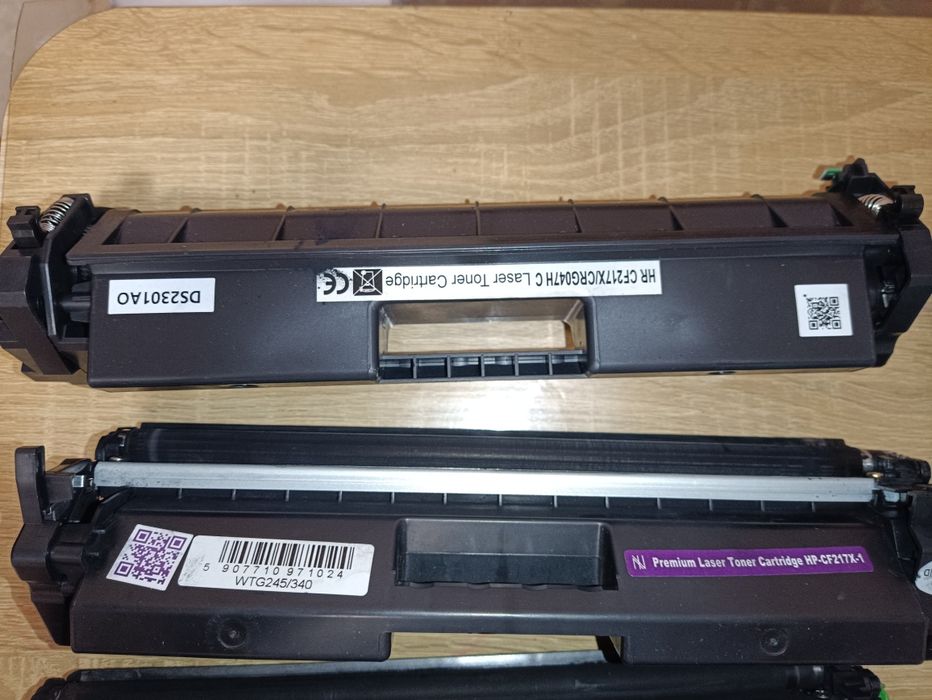 HR CF217X/CRG047H C Laser Toner Cartridge CE
DS2301AO
5 907710 971024
WTG245/340
N Premium Laser Toner Cartridge HP-CF217X-1